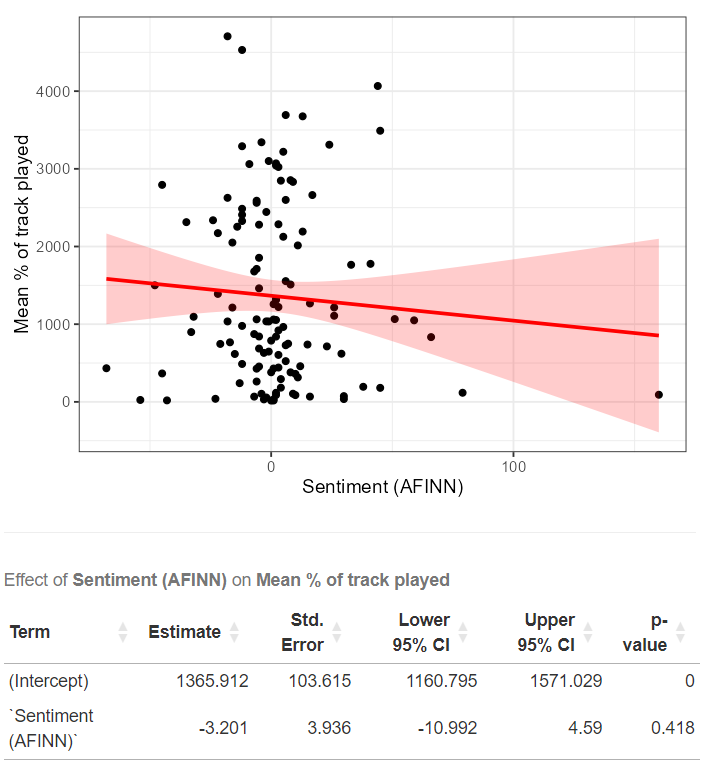 4000
3000
2000
1000
0
Mean % of track played
0 100
Sentiment (AFINN)
Effect of Sentiment (AFINN) on Mean % of track played
Term Estimate Std. Error Lower 95% CI Upper 95% CI p-value
(Intercept) 1365.912 103.615 1160.795 1571.029 0
`Sentiment
(AFINN)` -3.201 3.936 -10.992 4.59 0.418